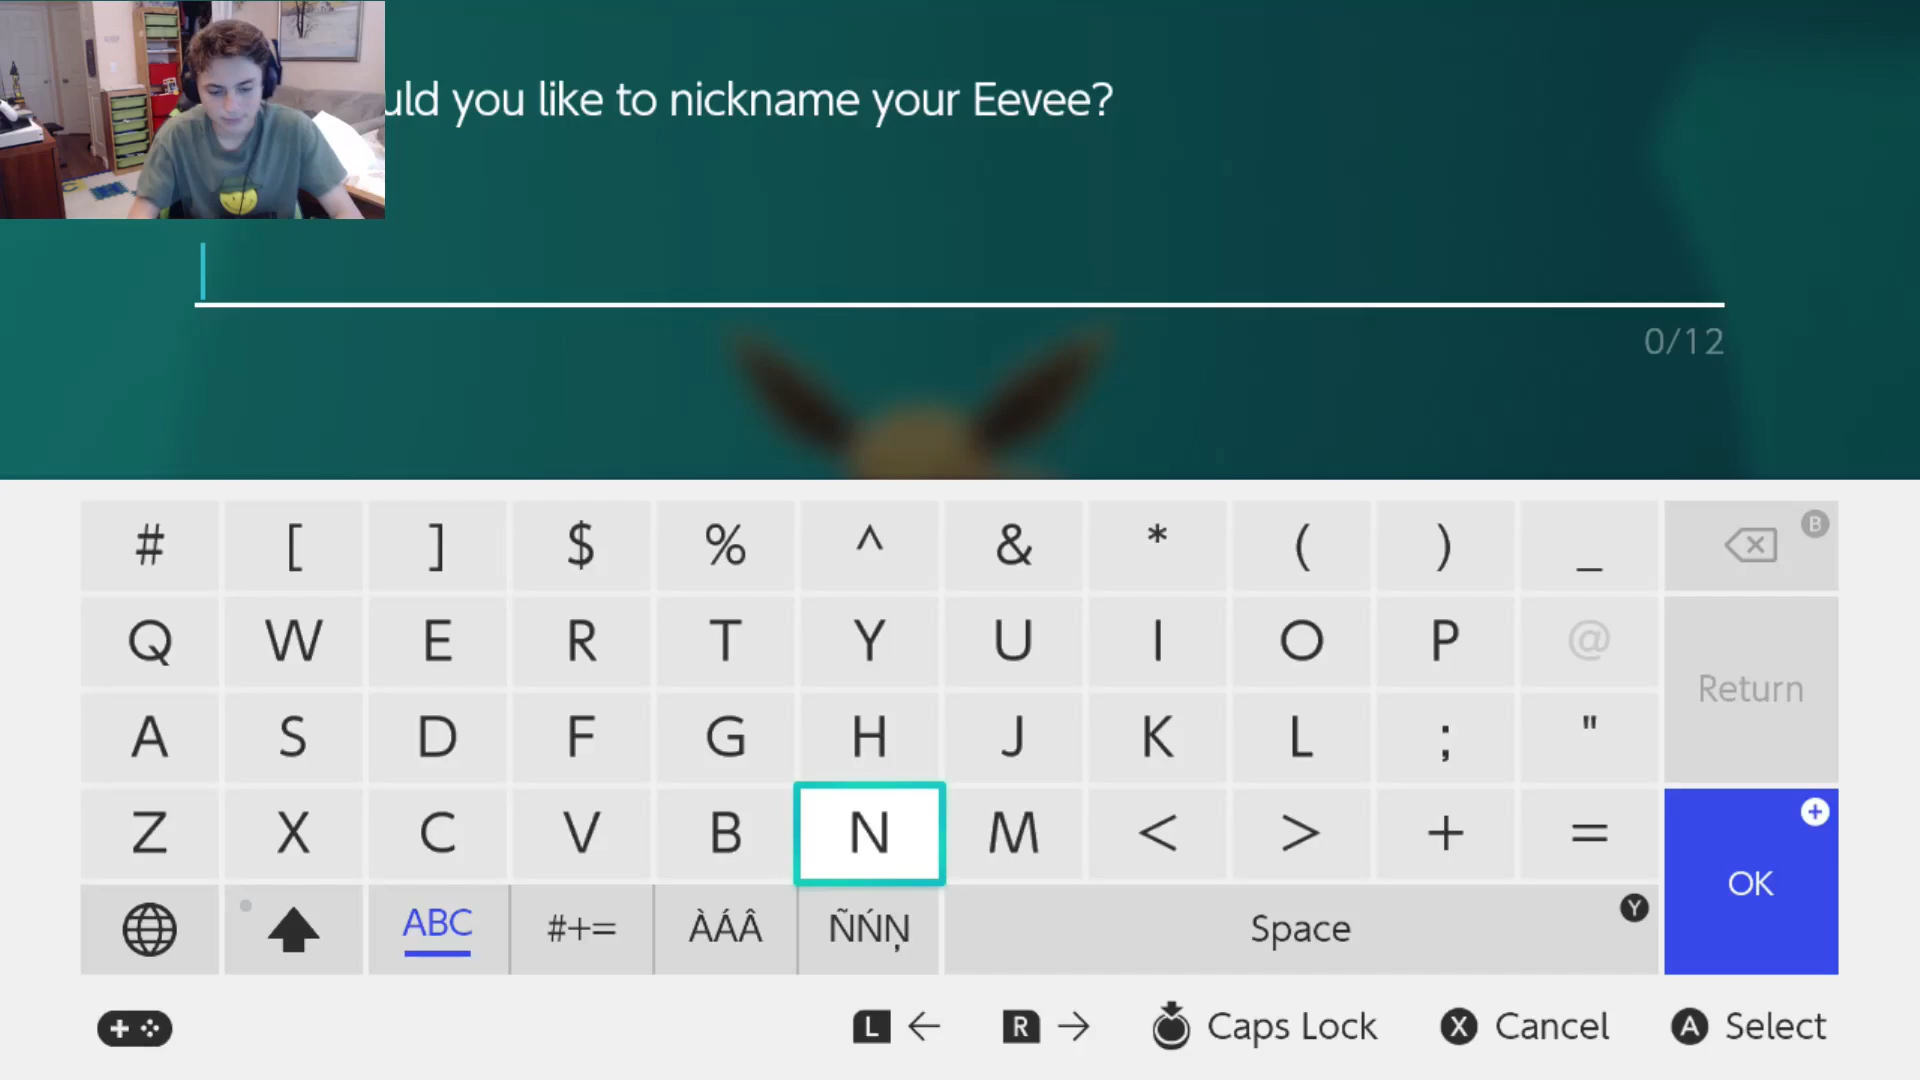 uld you like to nickname your Eevee?
0/12
# [ ] $ % ^ & * ( ) _ B
Q W E R T Y U I O P @ Return
A S D F G H J K L ; "
Z X C V B N M < > + = + OK
ABC #+= ÀÁÂ ÑŃŅ Space Y
L ← R → Caps Lock X Cancel A Select